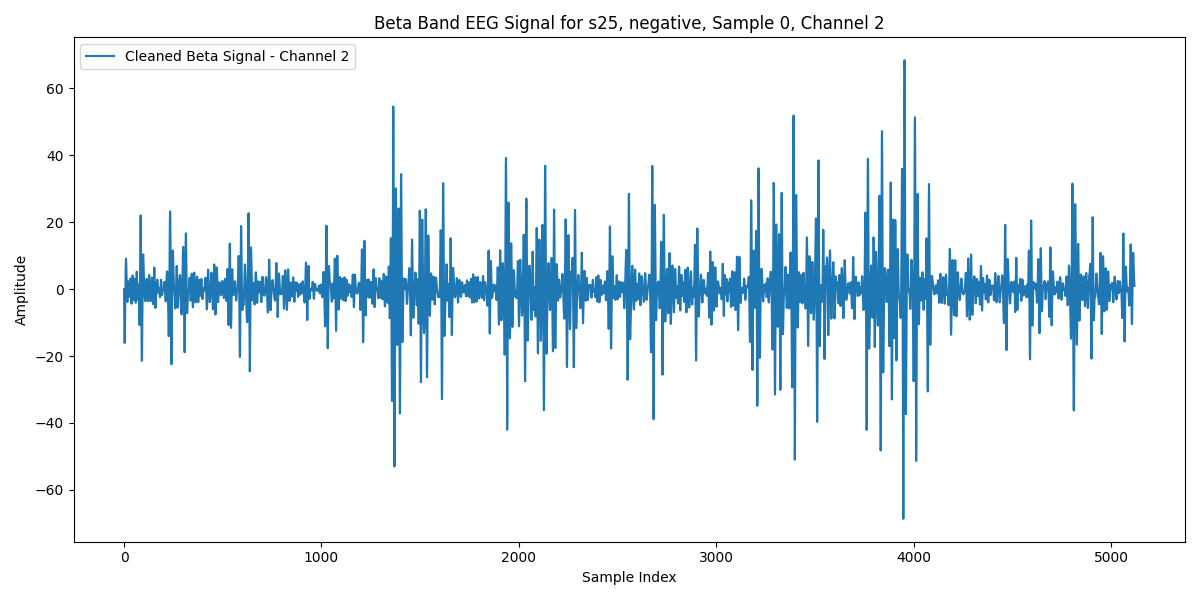 Beta Band EEG Signal for s25, negative, Sample 0, Channel 2
Cleaned Beta Signal - Channel 2
60
40
20
0
−20
−40
−60
Amplitude
0 1000 2000 3000 4000 5000
Sample Index